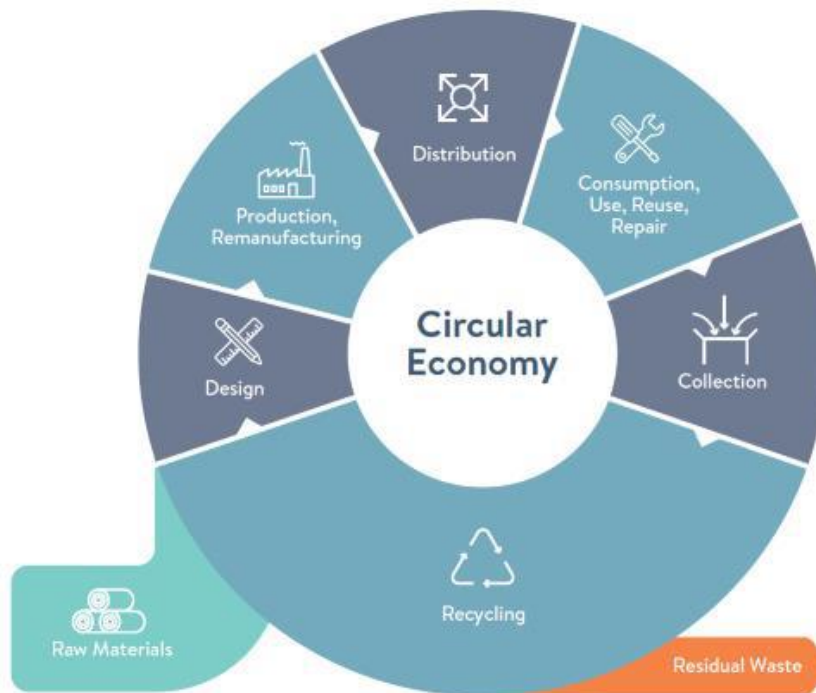 Distribution
Production,
Remanufacturing
Consumption,
Use, Reuse,
Repair
Circular
Economy
Design
Collection
Recycling
Raw Materials
Residual Waste